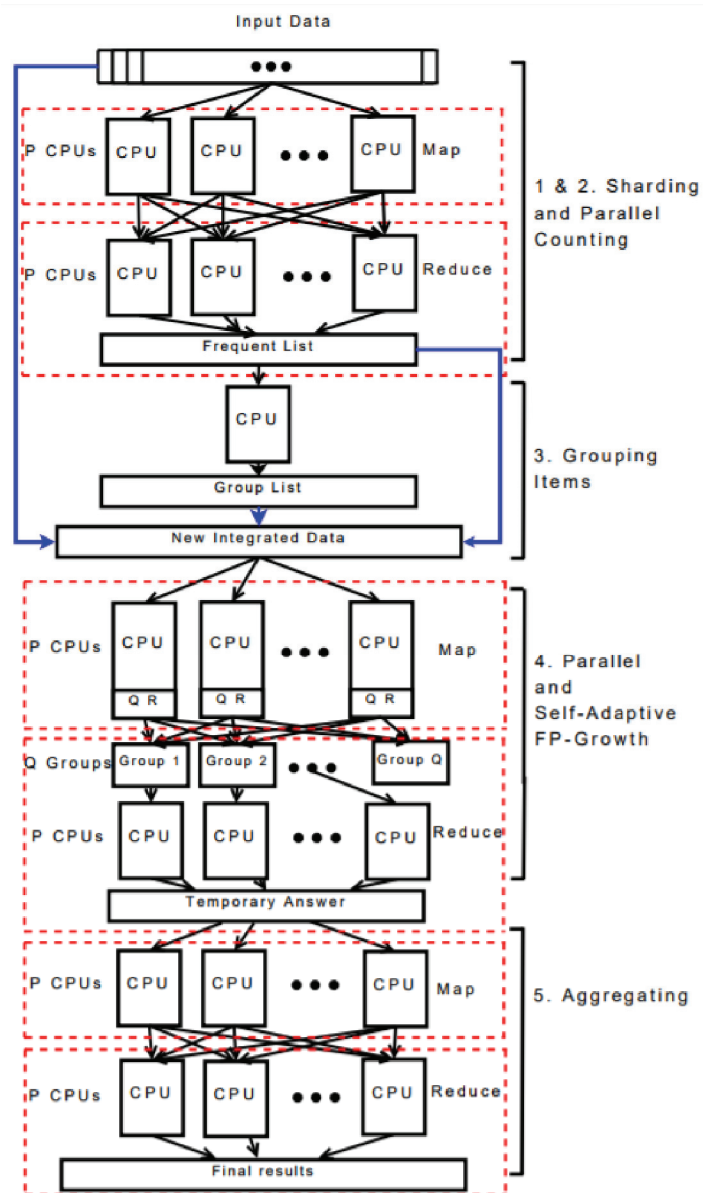 Input Data
P CPUs CPU CPU CPU Map
1 & 2. Sharding
and Parallel
Counting
P CPUs CPU CPU CPU Reduce
Frequent List
CPU
3. Grouping
Items
Group List
New Integrated Data
P CPUs CPU CPU CPU Map
QR QR QR
4. Parallel
and
Self-Adaptive
FP-Growth
Q Groups Group 1 Group 2 Group Q
P CPUs CPU CPU CPU Reduce
Temporary Answer
P CPUs CPU CPU CPU Map
5. Aggregating
P CPUs CPU CPU CPU Reduce
Final results